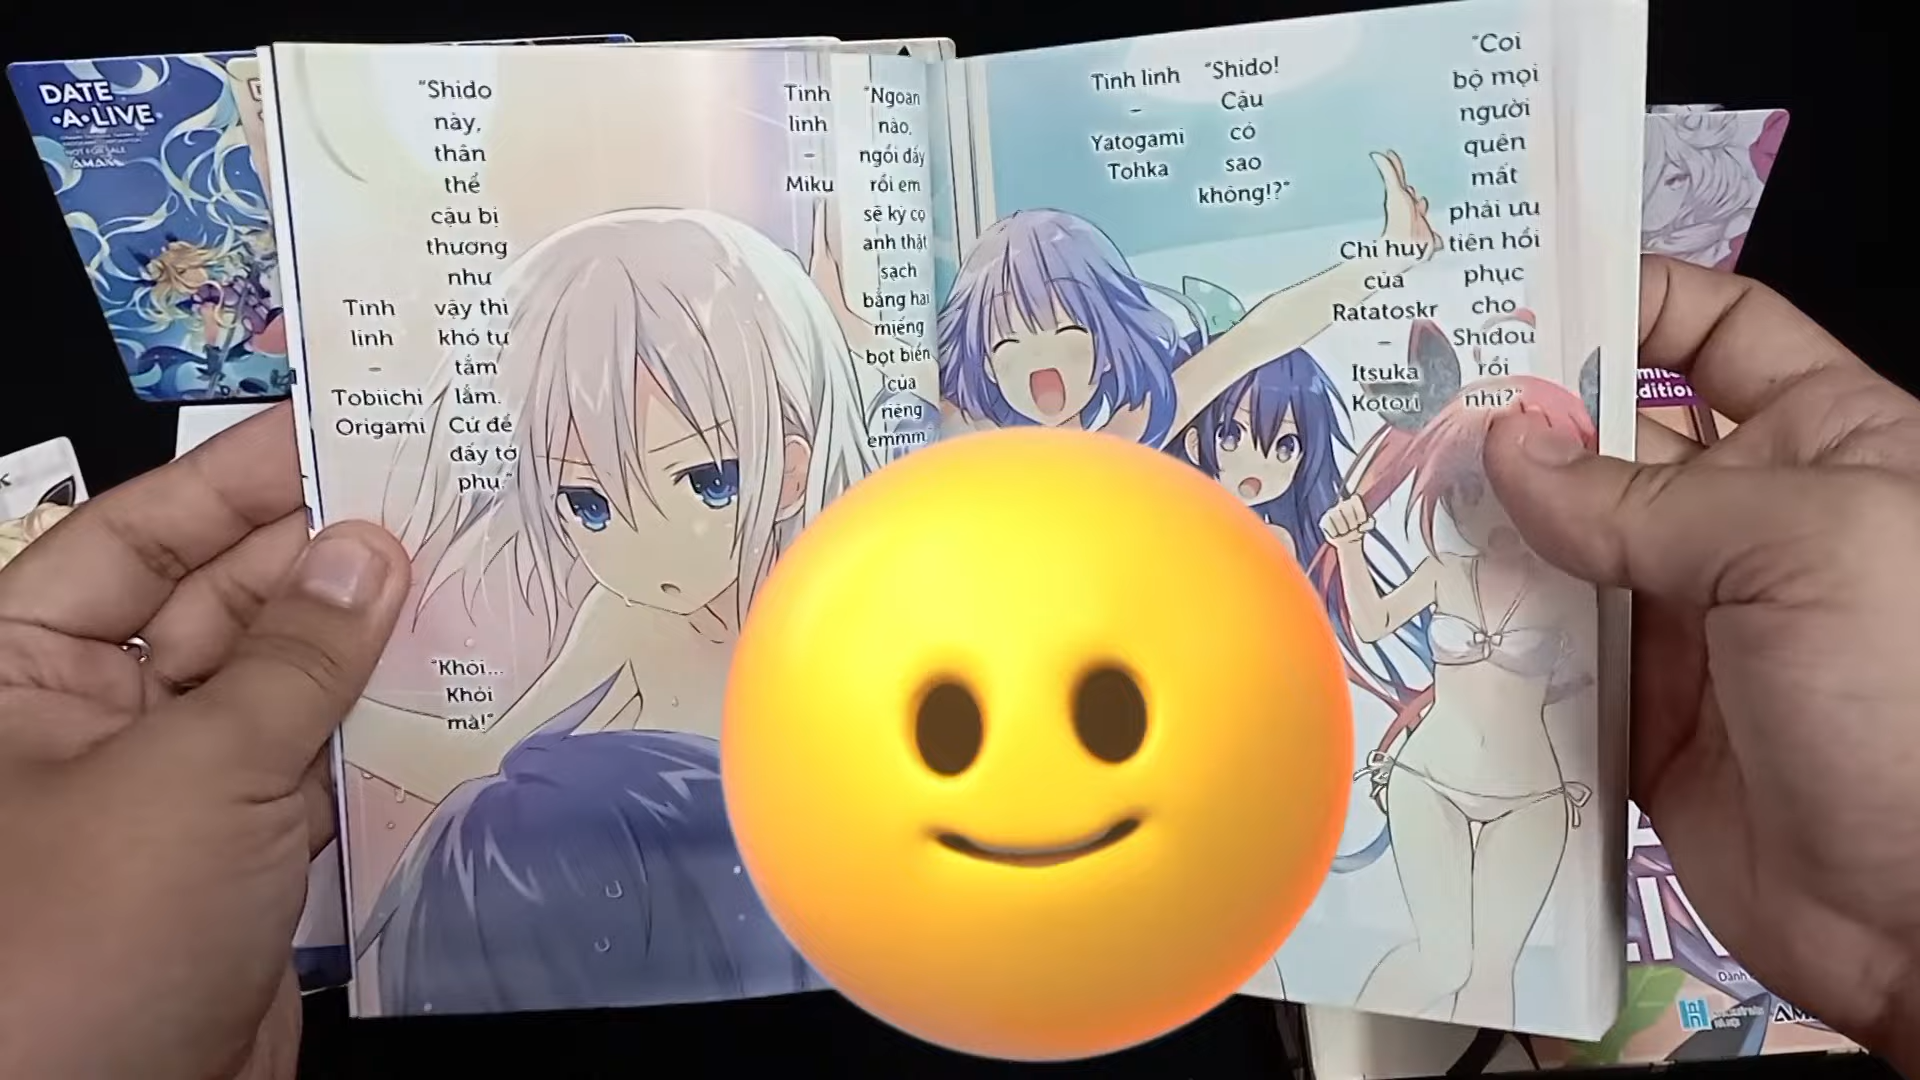 DATE
•A•LIVE
NOT FOR SALE
"Shido
này,
thân
thể
cậu bị
thương
như
vậy thì
khó tự
tắm
lắm.
Cứ để
đấy tớ
phụ."
Tinh
linh
–
Tobiichi
Origami
"Khỏi...
Khỏi
mà!"
Tinh
linh
–
Miku
"Ngoan
nào,
ngồi đấy
rồi em
sẽ kỳ cọ
anh thật
sạch
bằng hai
miếng
bọt biển
của
riêng
emmm
Tinh linh
–
Yatogami
Tohka
"Shido!
Cậu
có
sao
không!?"
"Coi
bộ mọi
người
quên
mất
phải ưu
tiên hồi
phục
cho
Shidou
rồi
nhỉ?"
Chỉ huy
của
Ratatoskr
–
Itsuka
Kotori